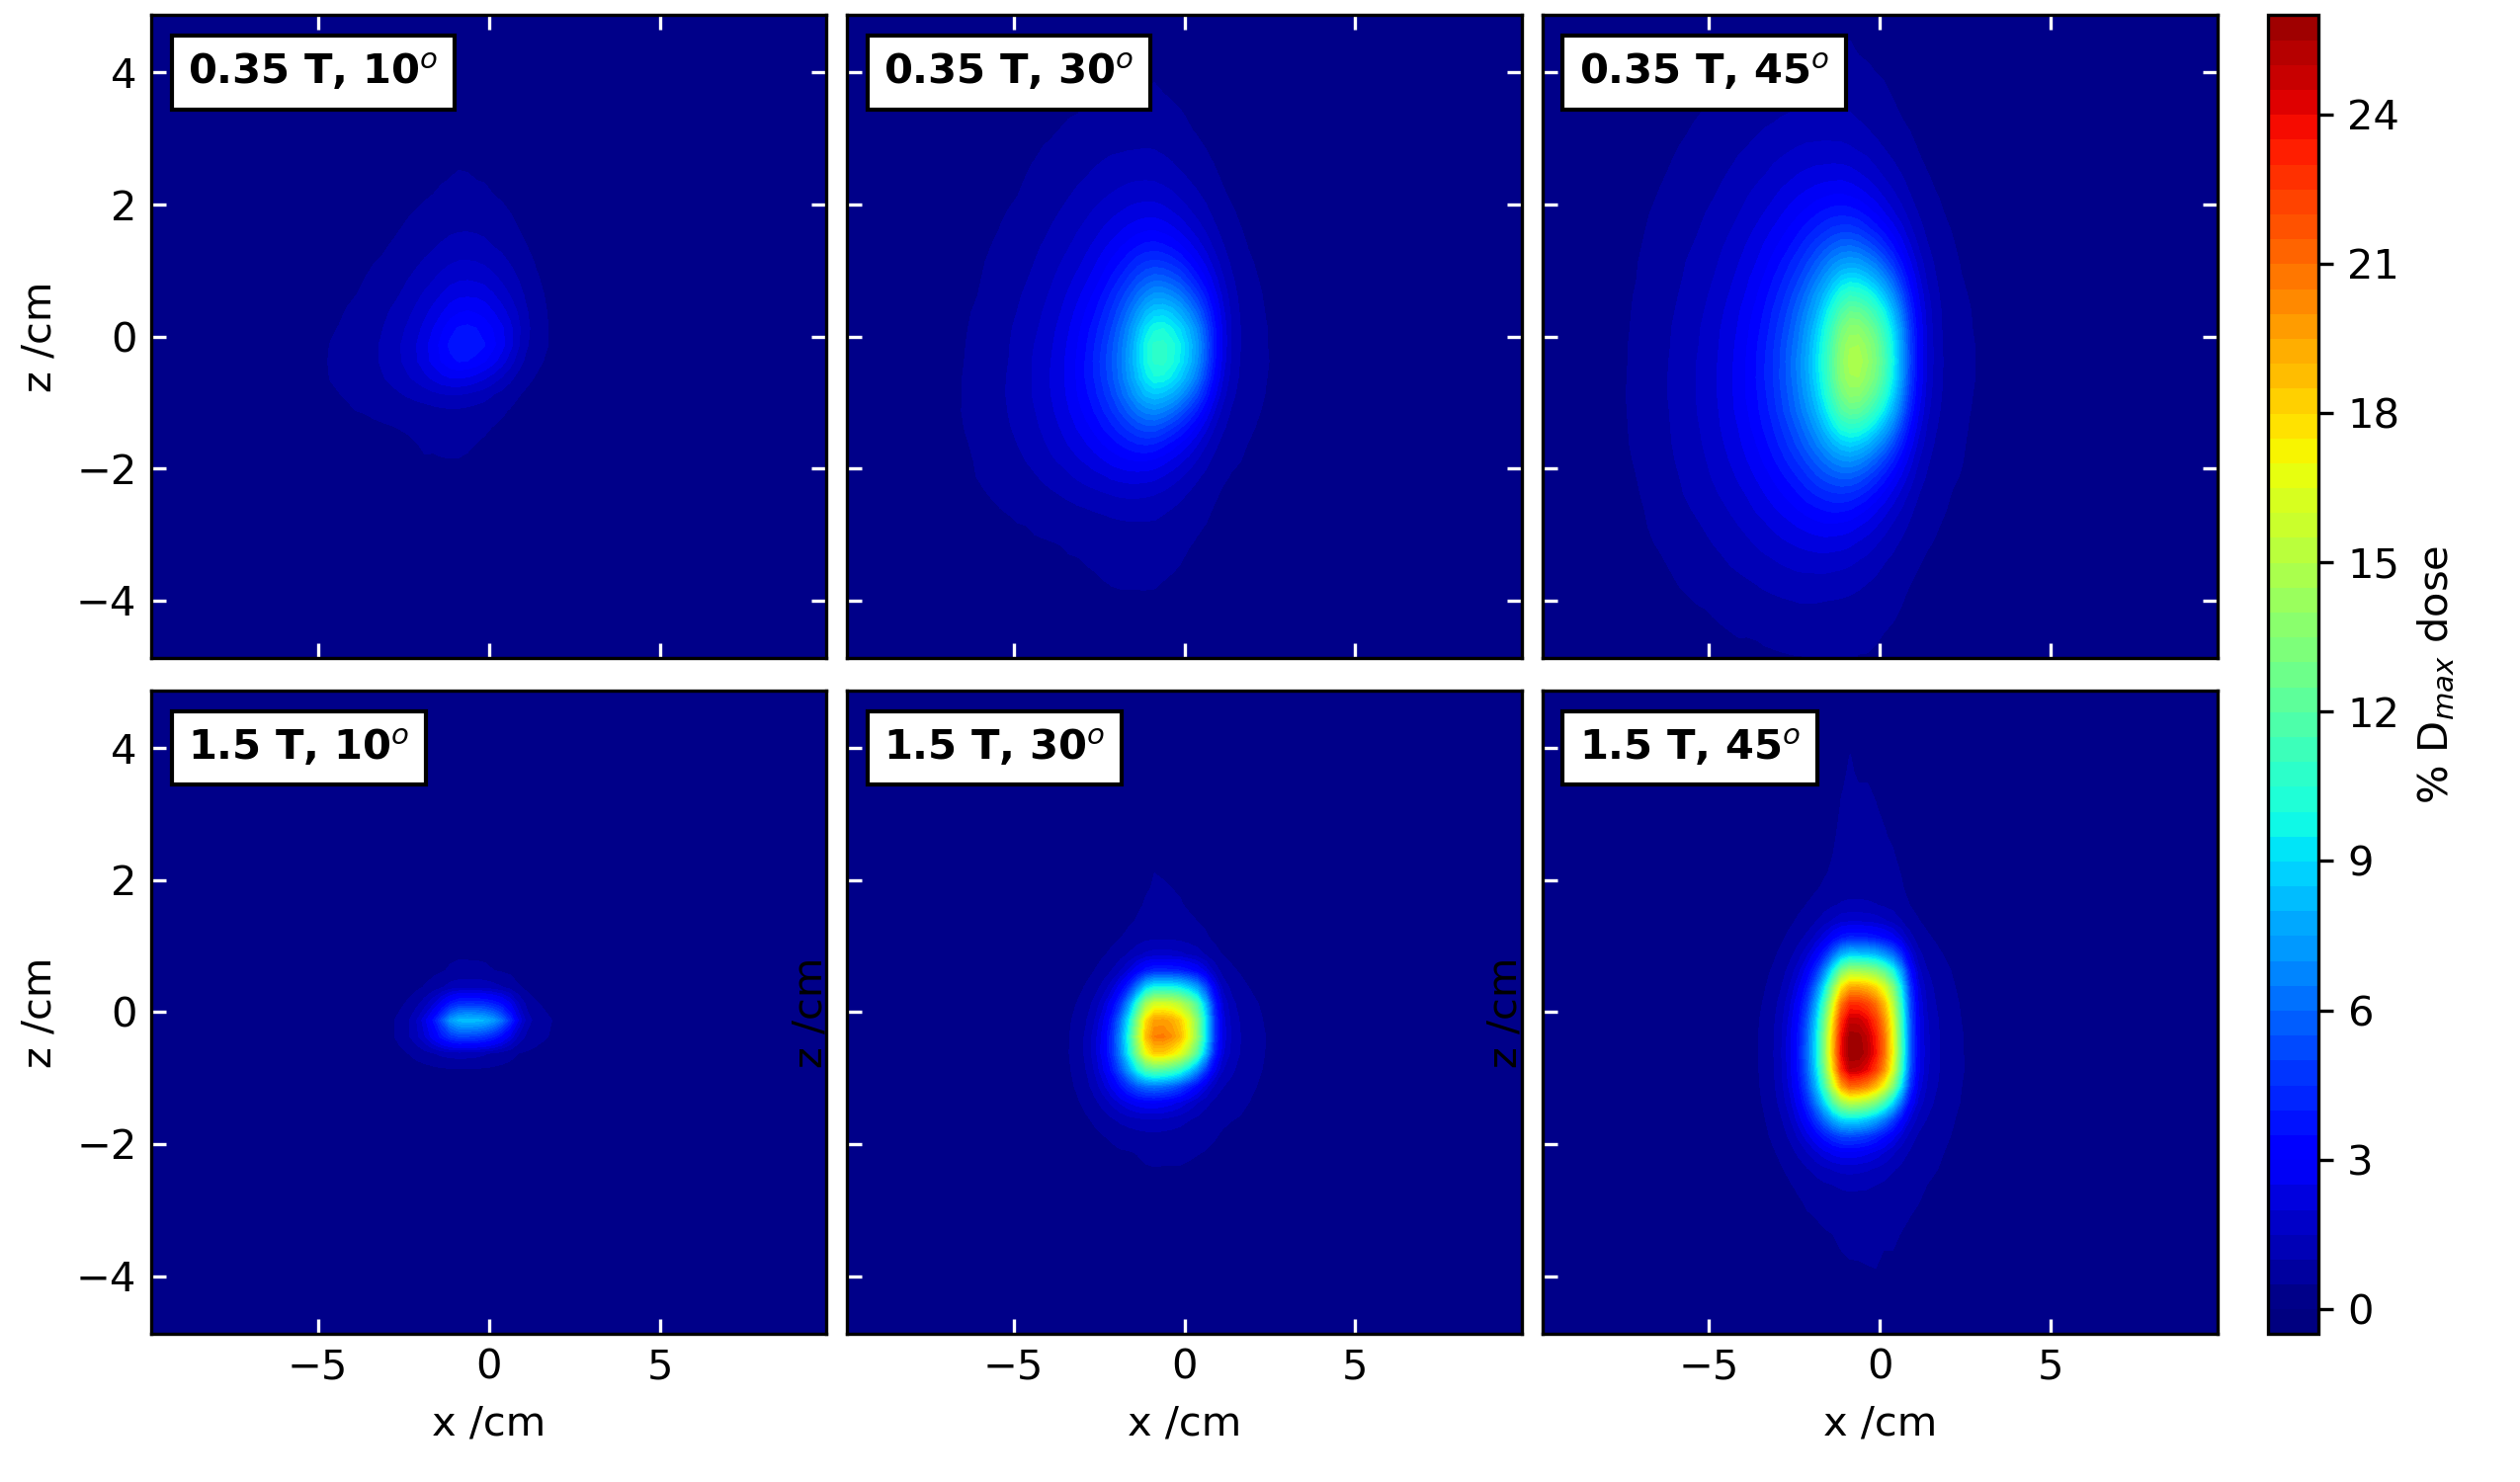 0.35 T, 10°
0.35 T, 30°
0.35 T, 45°
4
2
0
−2
−4
z /cm
1.5 T, 10°
1.5 T, 30°
1.5 T, 45°
4
2
0
−2
−4
z /cm
z /cm
z /cm
−5 0 5
−5 0 5
−5 0 5
x /cm
x /cm
x /cm
24
21
18
15
12
9
6
3
0
% Dmax dose